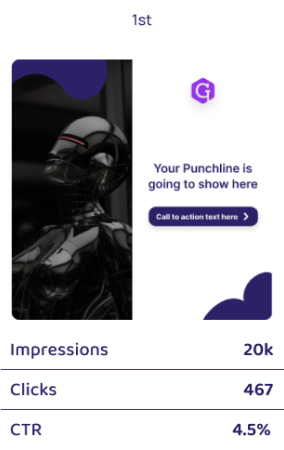 1st
G
Your Punchline is
going to show here
Call to action text here
Impressions 20k
Clicks 467
CTR 4.5%